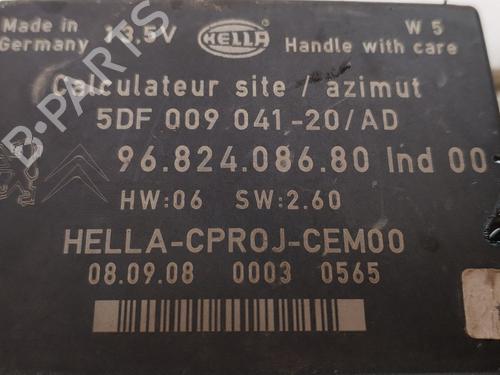 Made in
Germany
13.5V
HELLA
W 5
Handle with care
Calculateur site / azimut
5DF 009 041-20/AD
96.824.086.80 Ind 00
HW:06 SW:2.60
HELLA-CPROJ-CEM00
08.09.08 0003 0565
B-PARTS